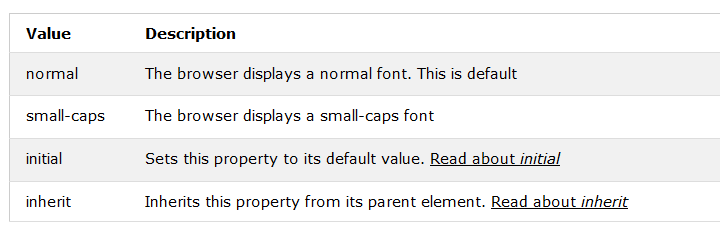 Value Description
normal The browser displays a normal font. This is default
small-caps The browser displays a small-caps font
initial Sets this property to its default value. Read about initial
inherit Inherits this property from its parent element. Read about inherit